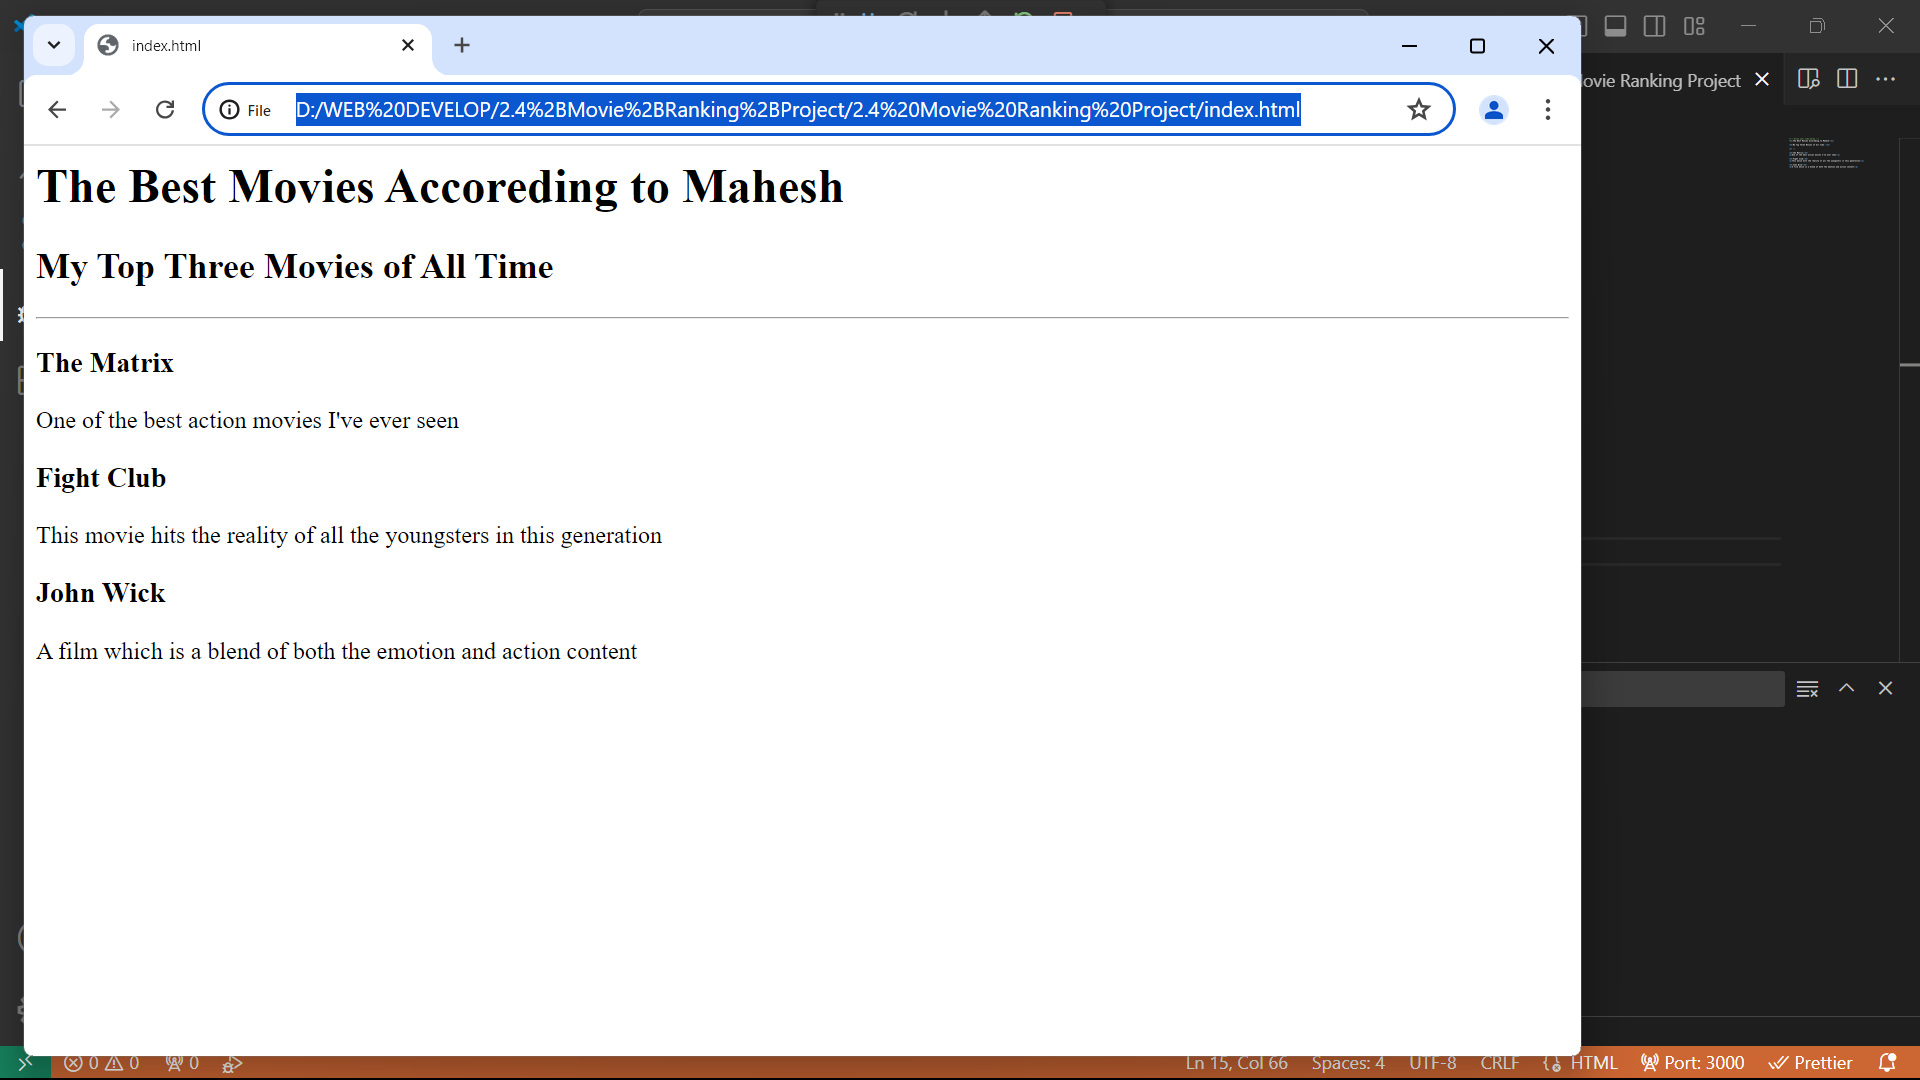 index.html
ovie Ranking Project
File D:/WEB%20DEVELOP/2.4%2BMovie%2BRanking%2BProject/2.4%20Movie%20Ranking%20Project/index.html
The Best Movies Accoreding to Mahesh
My Top Three Movies of All Time
The Matrix
One of the best action movies I've ever seen
Fight Club
This movie hits the reality of all the youngsters in this generation
John Wick
A film which is a blend of both the emotion and action content
0 0 0 Ln 15, Col 66 Spaces: 4 UTF-8 CRLF HTML Port: 3000 Prettier